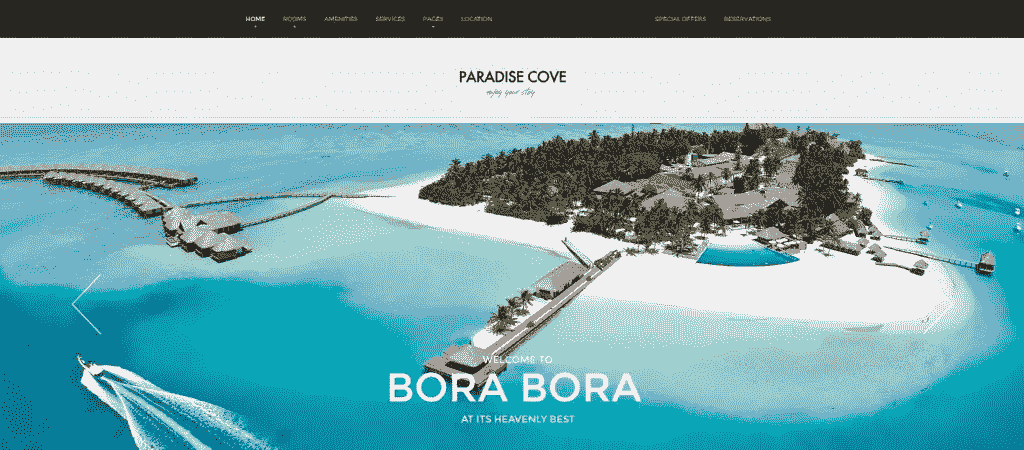 HOME ROOMS AMENITIES SERVICES PAGES LOCATION SPECIAL OFFERS RESERVATIONS
PARADISE COVE
enjoy your stay
WELCOME TO
BORA BORA
AT ITS HEAVENLY BEST